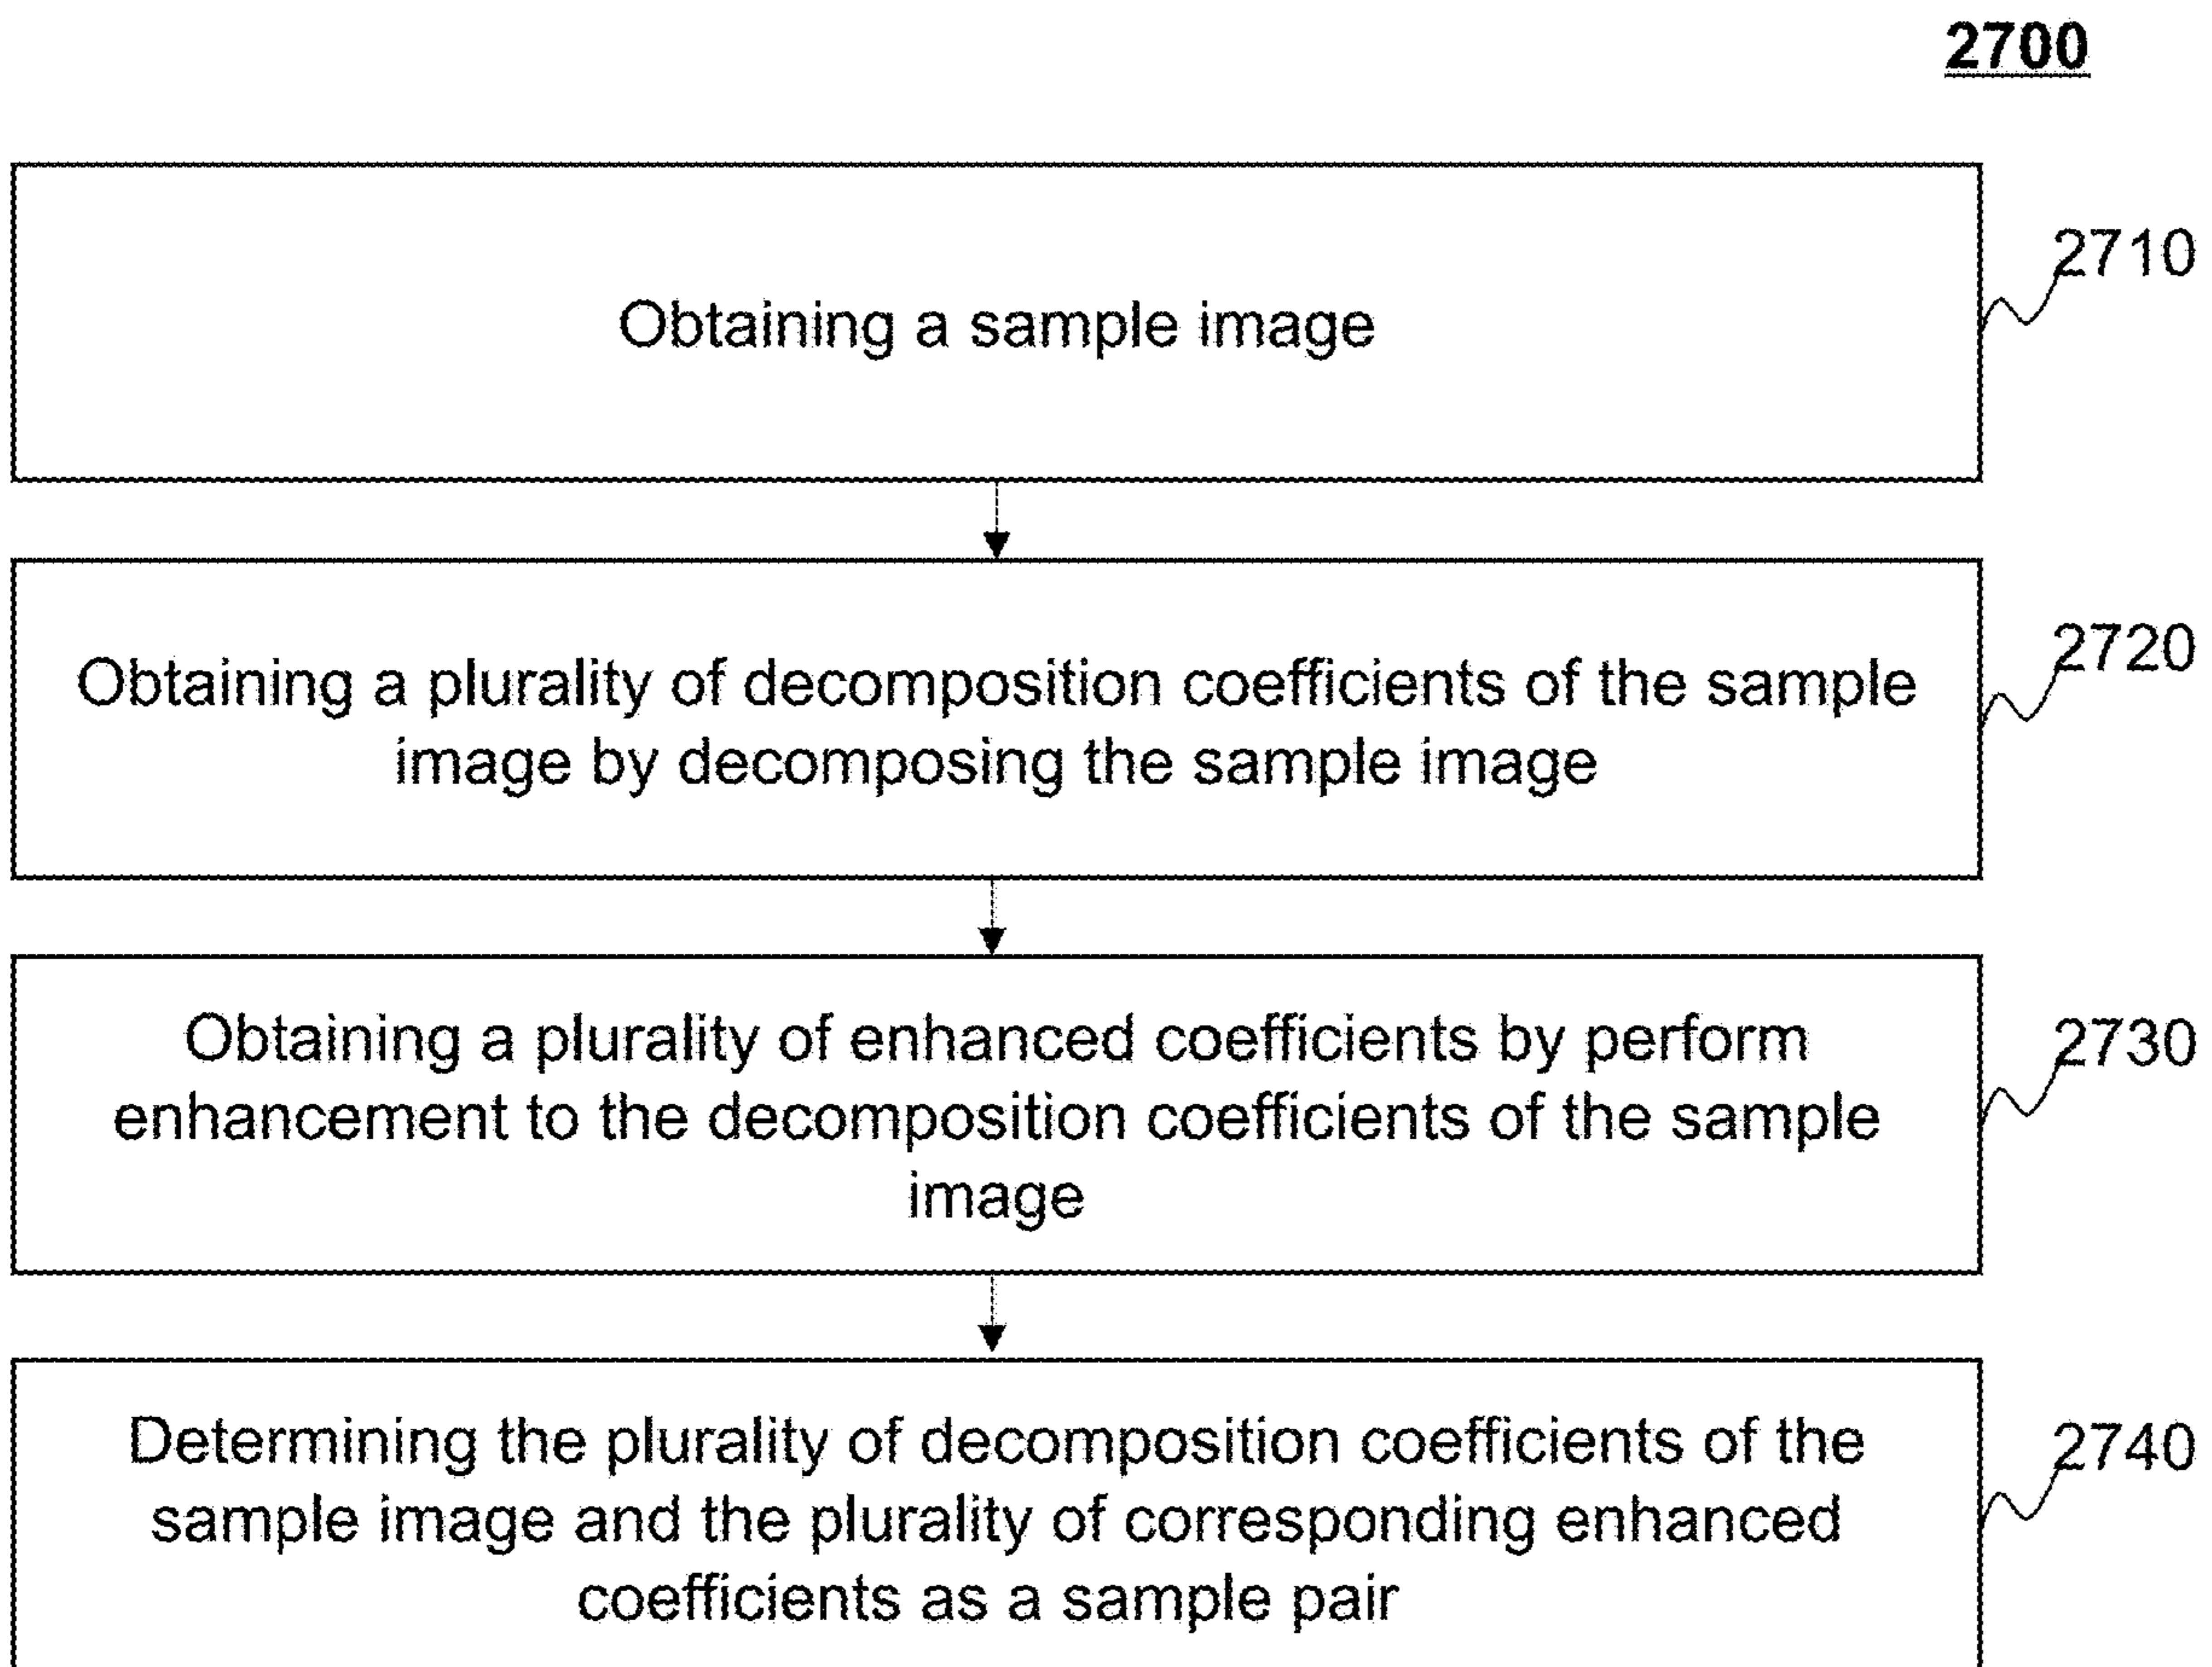 2700
Obtaining a sample image
2710
Obtaining a plurality of decomposition coefficients of the sample
image by decomposing the sample image
2720
Obtaining a plurality of enhanced coefficients by perform
enhancement to the decomposition coefficients of the sample
image
2730
Determining the plurality of decomposition coefficients of the
sample image and the plurality of corresponding enhanced
coefficients as a sample pair
2740